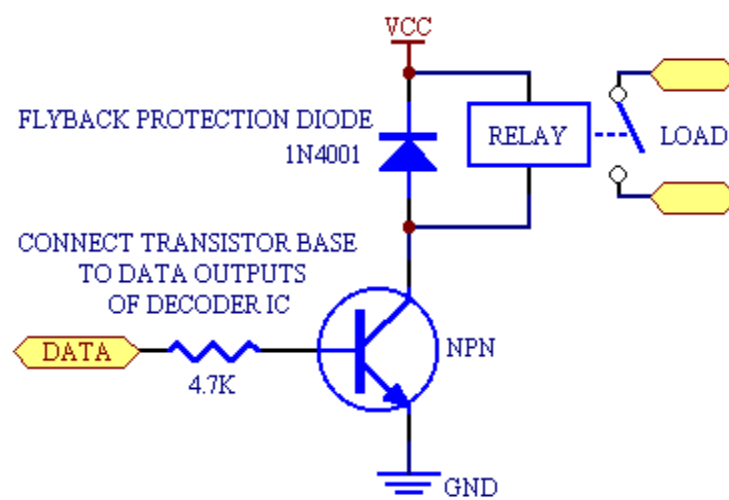 VCC
FLYBACK PROTECTION DIODE
1N4001
RELAY
LOAD
CONNECT TRANSISTOR BASE
TO DATA OUTPUTS
OF DECODER IC
DATA
4.7K
NPN
GND